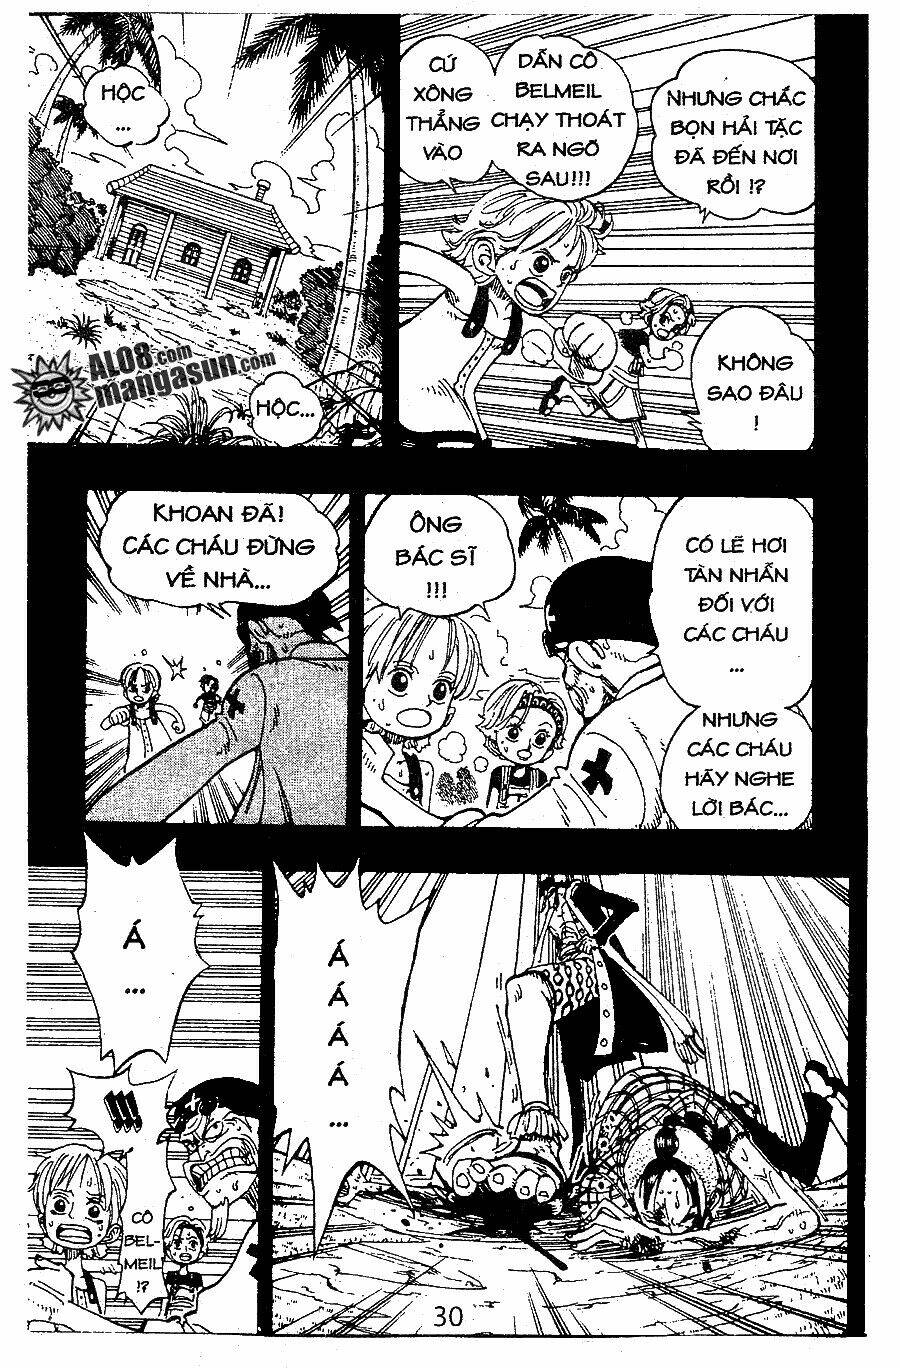 NHƯNG CHẮC
BỌN HẢI TẶC
ĐÃ ĐẾN NƠI
RỒI !?
DẪN CÔ
BELMEIL
CHẠY THOÁT
RA NGÕ
SAU!!!
CỨ
XÔNG
THẲNG
VÀO
KHÔNG
SAO ĐÂU
!
HỘC
...
HỘC...
ALO8.com
mangasun.com
CÓ LẼ HƠI
TÀN NHẪN
ĐỐI VỚI
CÁC CHÁU
...
NHƯNG
CÁC CHÁU
HÃY NGHE
LỜI BÁC...
ÔNG
BÁC SĨ
!!!
KHOAN ĐÃ!
CÁC CHÁU ĐỪNG
VỀ NHÀ...
Á
Á
Á
Á
...
Á
...
!!!
CÔ
BEL-
MEIL
!?
30